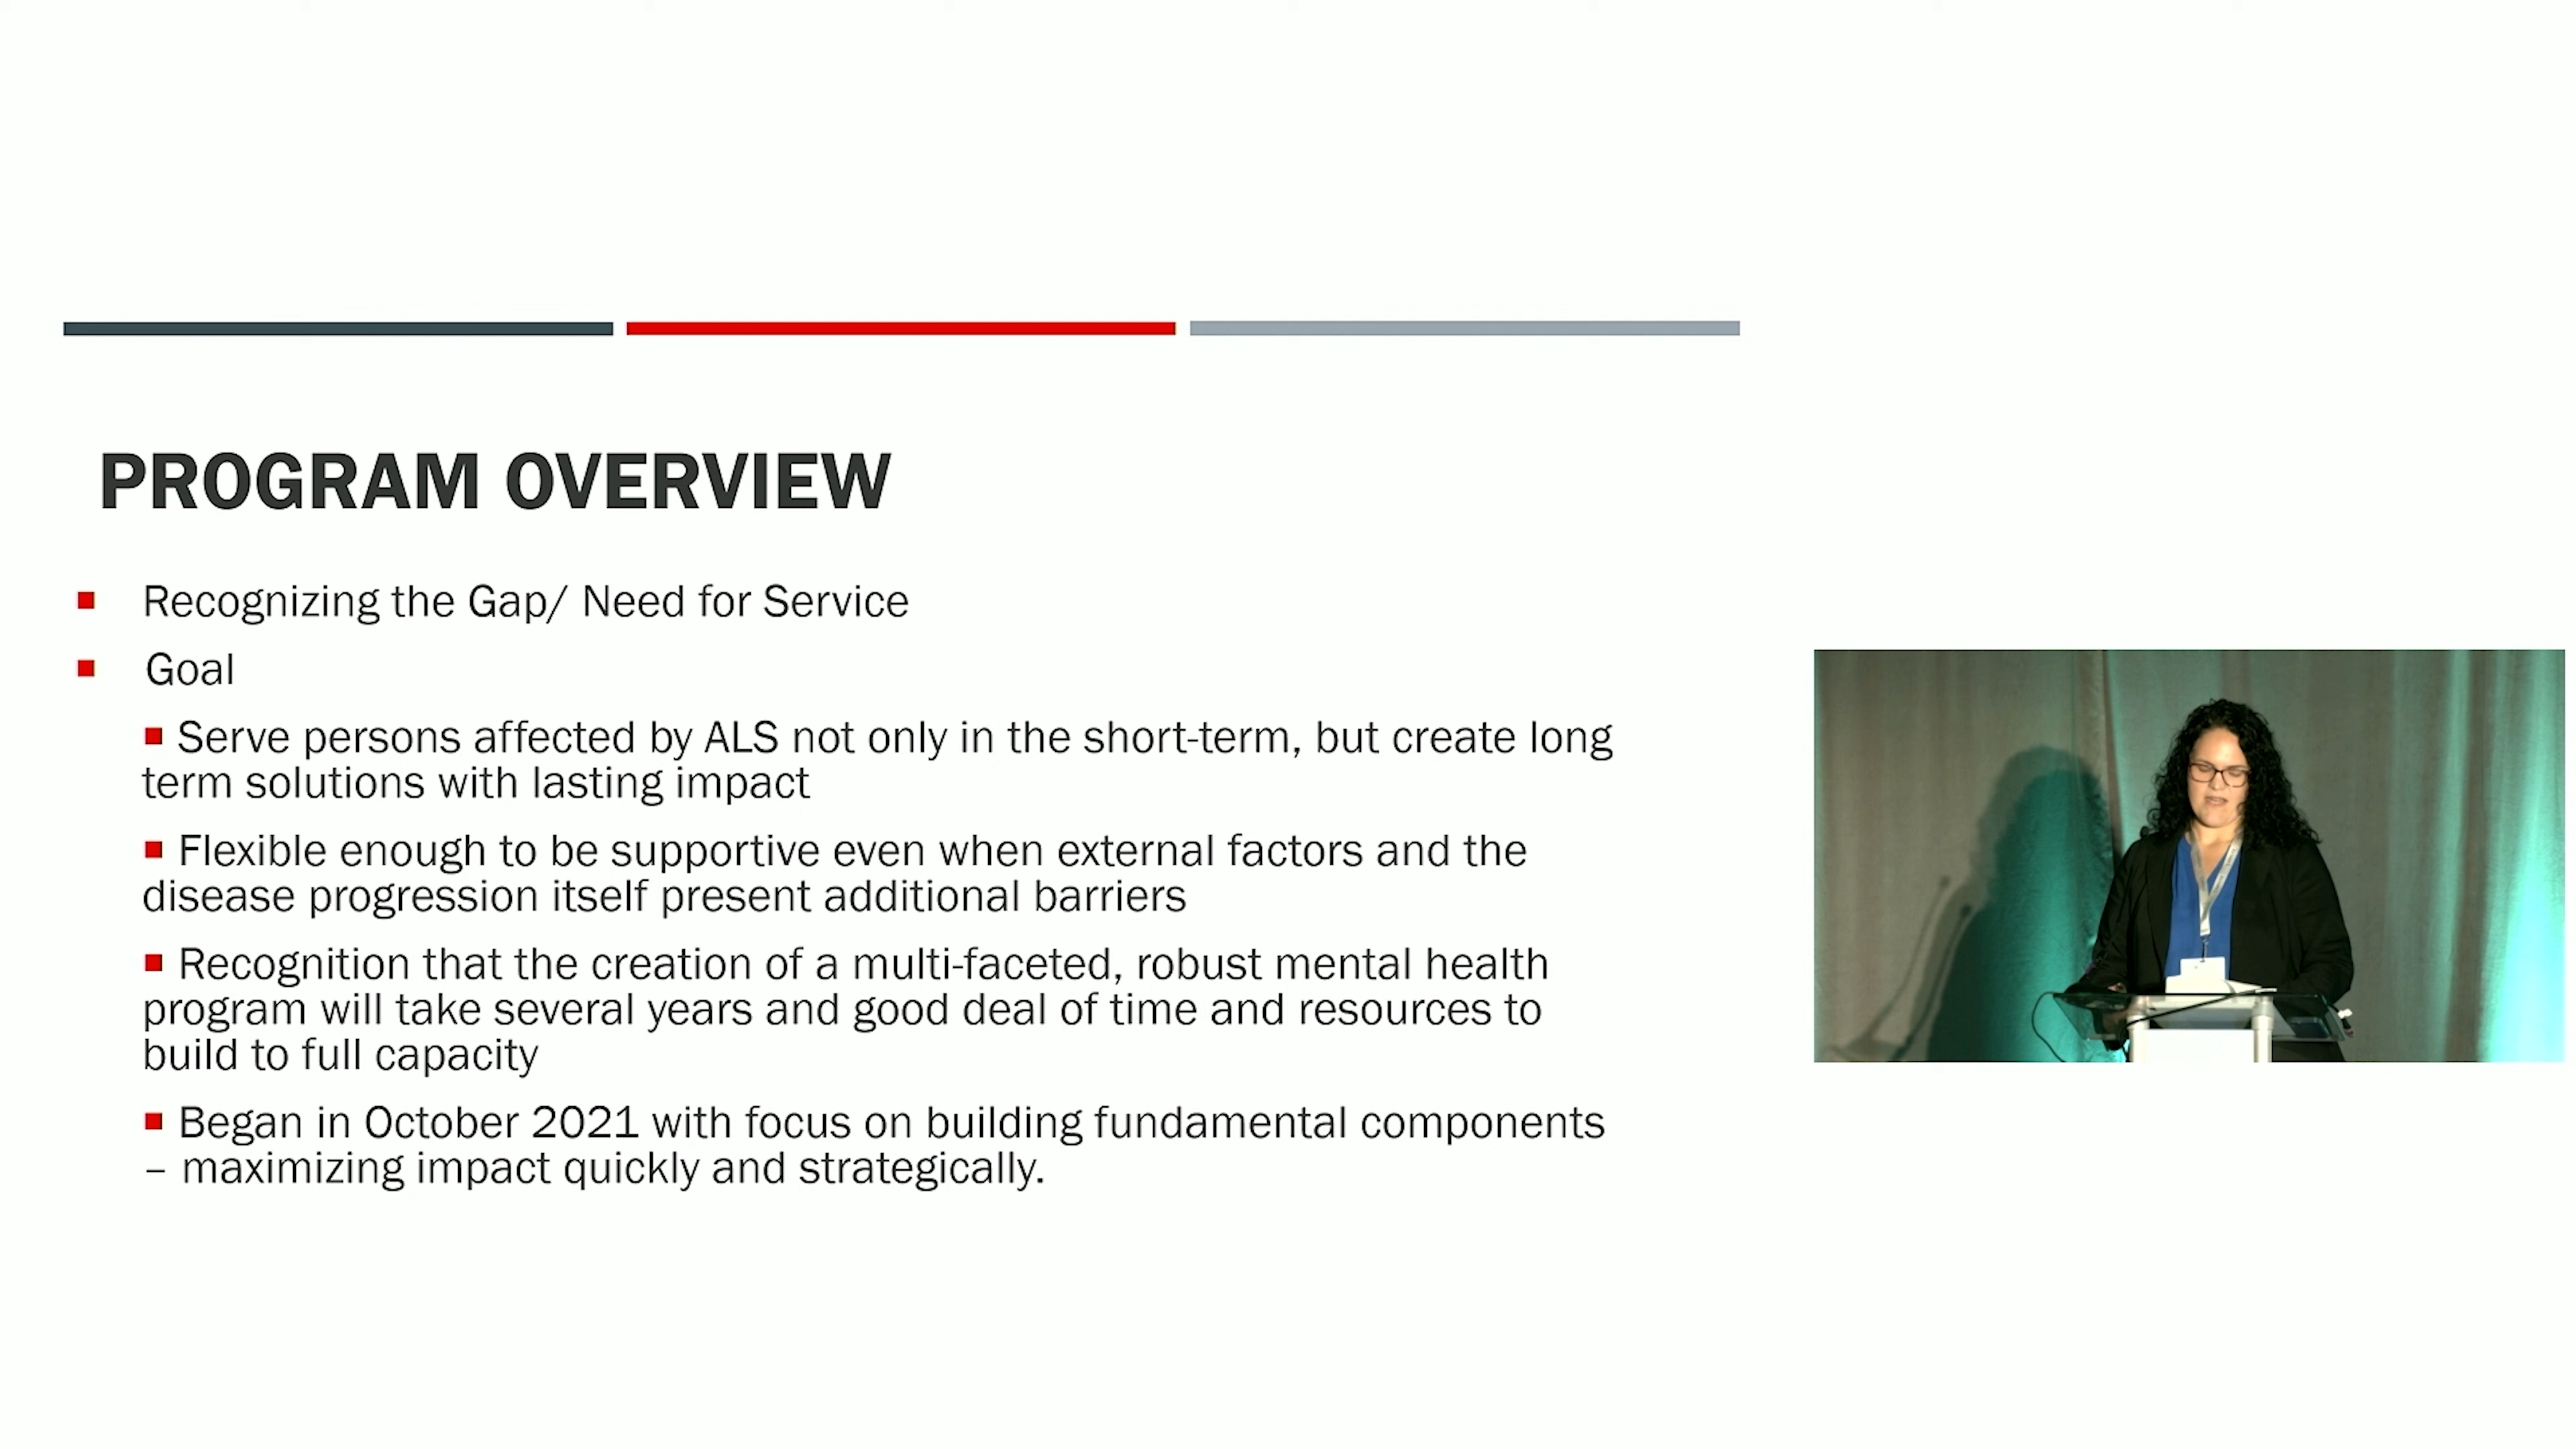 PROGRAM OVERVIEW
Recognizing the Gap/ Need for Service
Goal
Serve persons affected by ALS not only in the short-term, but create long
term solutions with lasting impact
Flexible enough to be supportive even when external factors and the
disease progression itself present additional barriers
Recognition that the creation of a multi-faceted, robust mental health
program will take several years and good deal of time and resources to
build to full capacity
Began in October 2021 with focus on building fundamental components
– maximizing impact quickly and strategically.